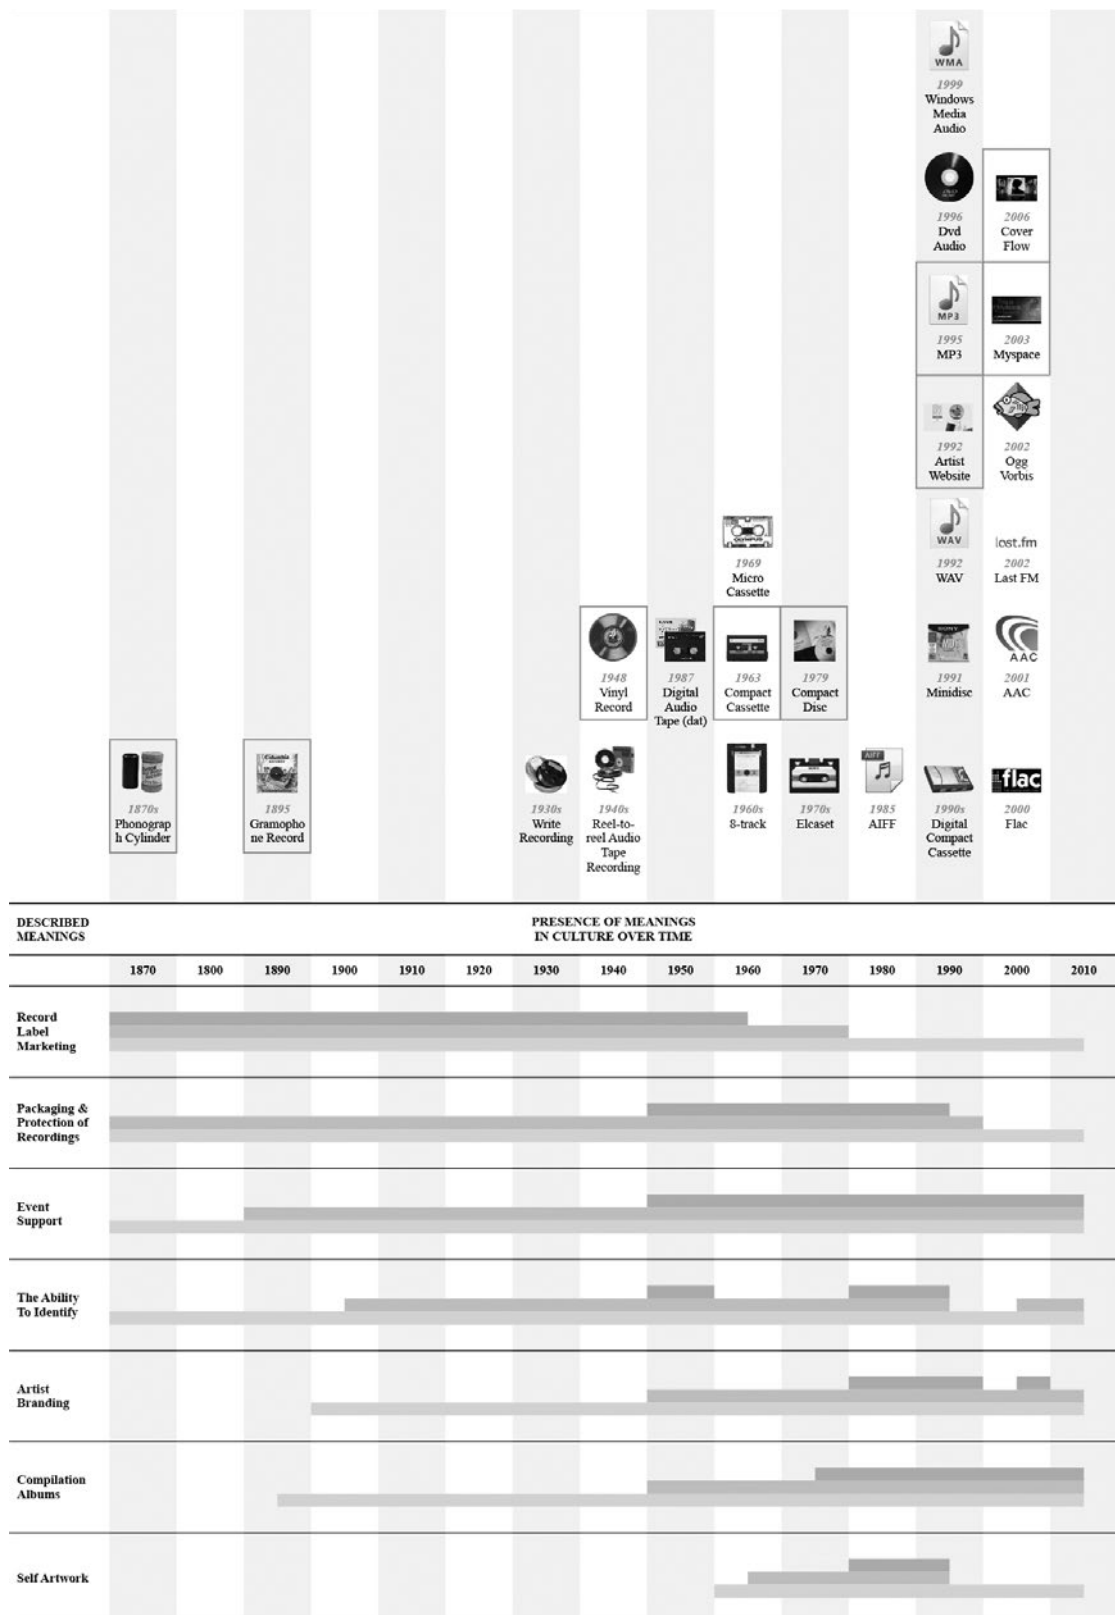 WMA
1999
Windows
Media
Audio
1996
Dvd
Audio
2006
Cover
Flow
MP3
1995
MP3
2003
Myspace
1992
Artist
Website
2002
Ogg
Vorbis
1969
Micro
Cassette
WAV
1992
WAV
lost.fm
2002
Last FM
1948
Vinyl
Record
1987
Digital
Audio
Tape (dat)
1963
Compact
Cassette
1979
Compact
Disc
SONY
1991
Minidisc
AAC
2001
AAC
1870s
Phonograp
h Cylinder
Columbia
1895
Gramopho
ne Record
1930s
Write
Recording
1940s
Reel-to-
reel Audio
Tape
Recording
1960s
8-track
1970s
Elcaset
AIFF
1985
AIFF
1990s
Digital
Compact
Cassette
flac
2000
Flac
DESCRIBED
MEANINGS
PRESENCE OF MEANINGS
IN CULTURE OVER TIME
1870 1800 1890 1900 1910 1920 1930 1940 1950 1960 1970 1980 1990 2000 2010
Record
Label
Marketing
Packaging &
Protection of
Recordings
Event
Support
The Ability
To Identify
Artist
Branding
Compilation
Albums
Self Artwork